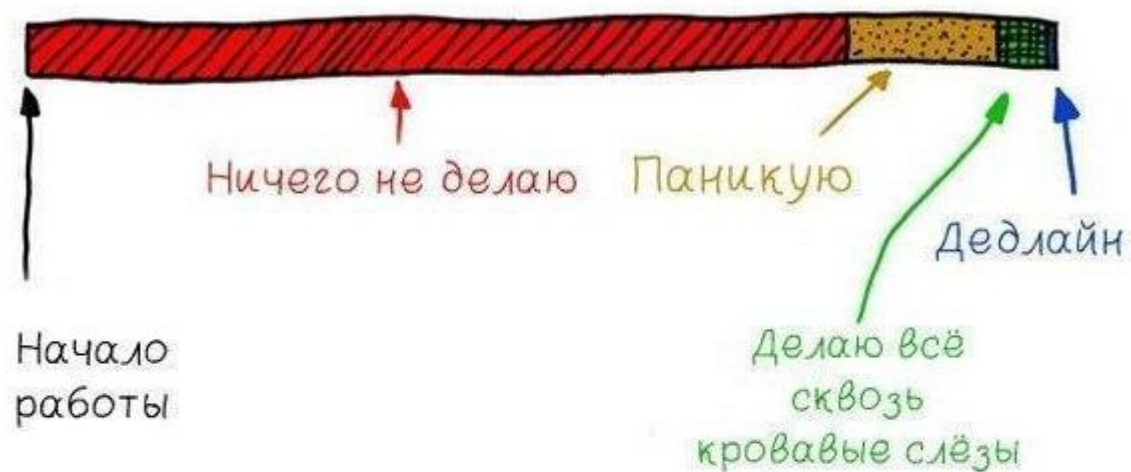 Ничего не делаю
Паникую
Дедлайн
Начало
работы
Делаю всё
сквозь
кровавые слёзы